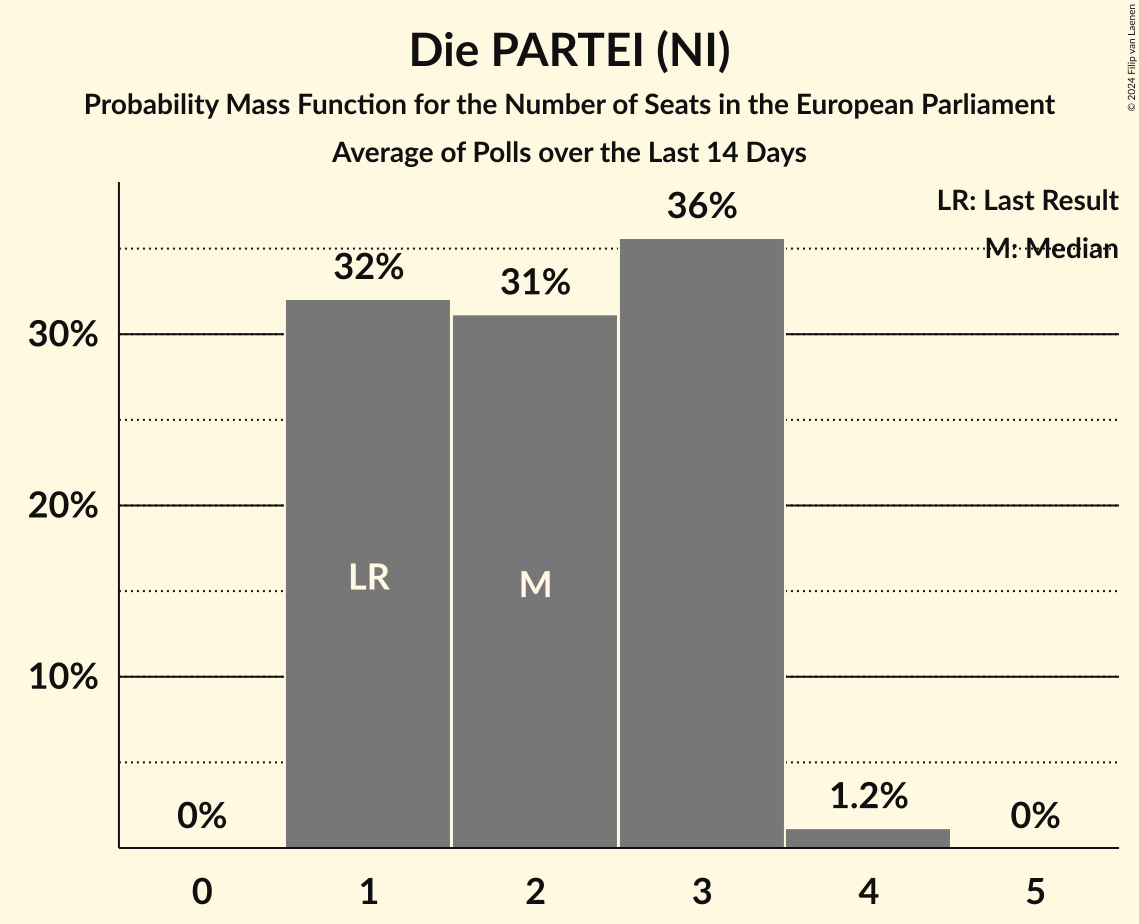 Die PARTEI (NI)
Probability Mass Function for the Number of Seats in the European Parliament
Average of Polls over the Last 14 Days
© 2024 Filip van Laenen
LR: Last Result
M: Median
36%
32%
31%
30%
20%
10%
LR
M
0%
1.2%
0%
0 1 2 3 4 5